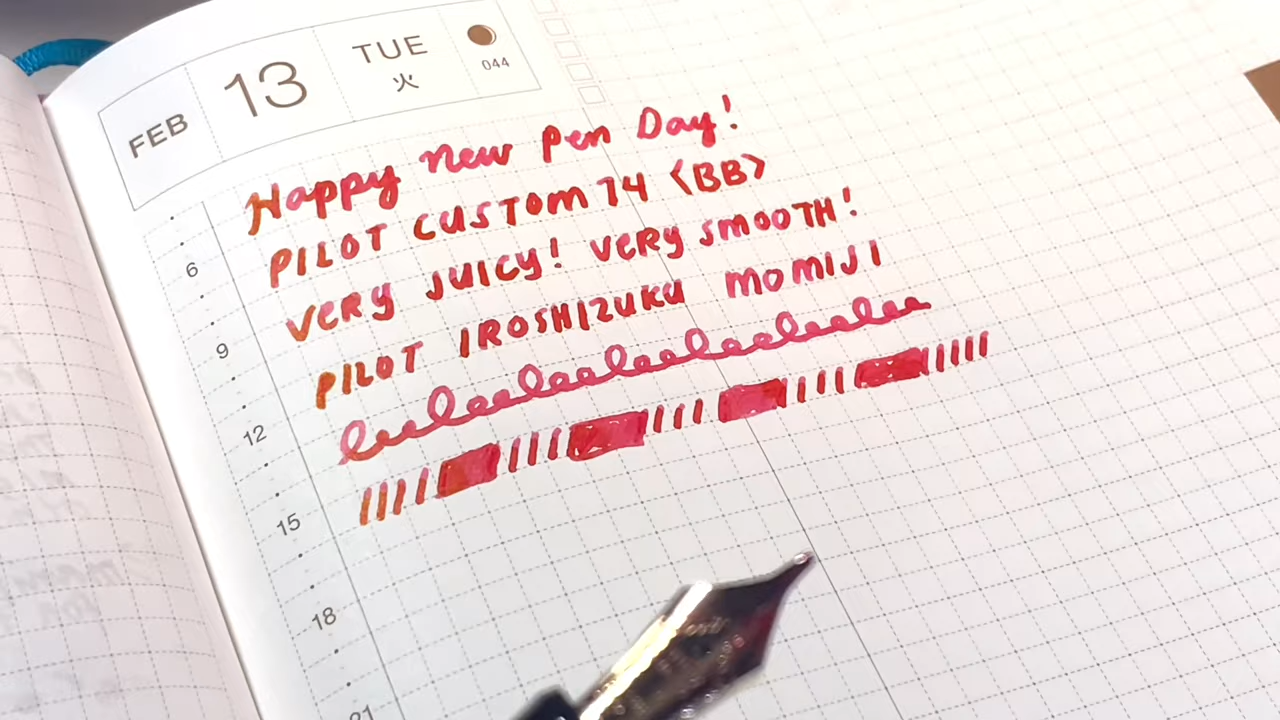 FEB 13 TUE 火 044
Happy New Pen Day!
PILOT CUSTOM 74 <BB>
VERY JUICY! VERY SMOOTH!
PILOT IROSHIZUKU MOMIJI
6
9
12
15
18
21